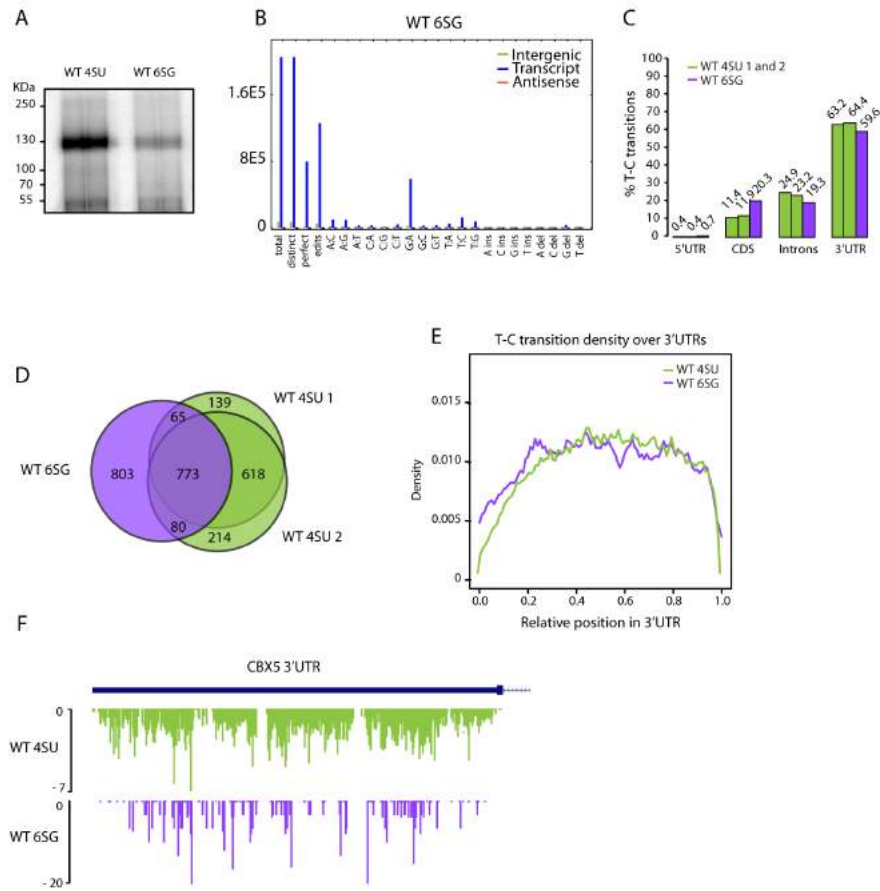 A
WT 4SU
WT 6SG
KDa
250
130
100
70
55
B
WT 6SG
Intergenic
Transcript
Antisense
1.6E5
8E5
0
total
distinct
perfect
edits
A:C
A:G
A:T
C:A
C:G
C:T
G:A
G:C
G:T
T:A
T:C
T:G
A ins
C ins
G ins
T ins
A del
C del
G del
T del
C
WT 4SU 1 and 2
WT 6SG
% T-C transitions
100
90
80
70
60
50
40
30
20
10
0
0.4
0.4
0.7
11.4
11.9
20.3
24.9
23.2
19.3
63.2
64.4
59.6
5'UTR
CDS
Introns
3'UTR
D
WT 6SG
WT 4SU 1
WT 4SU 2
139
65
803
773
618
80
214
E
T-C transition density over 3'UTRs
WT 4SU
WT 6SG
Density
0.015
0.010
0.005
0
0.0
0.2
0.4
0.6
0.8
1.0
Relative position in 3'UTR
F
CBX5 3'UTR
0
WT 4SU
-7
0
WT 6SG
-20